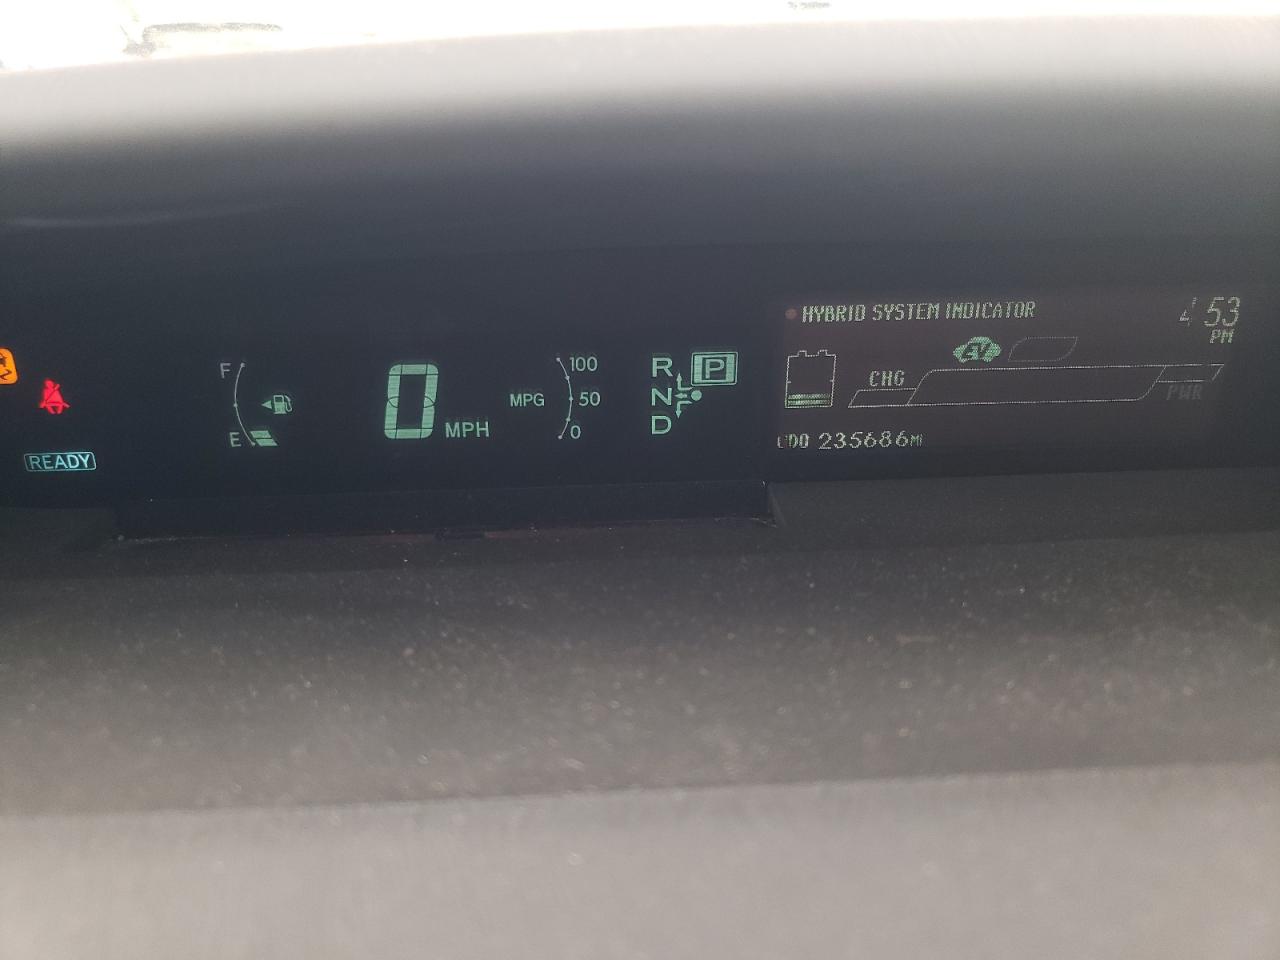 HYBRID SYSTEM INDICATOR
4 53
PM
EV
F
100
R
P
CHG
MPG
50
N
PWR
0
MPH
E
0
D
ODO 235686MI
READY